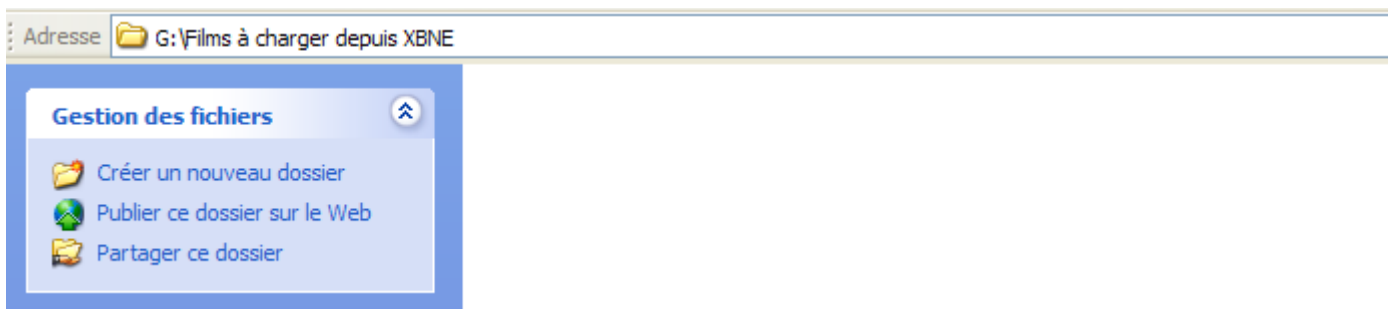 Adresse G:\Films à charger depuis XBNE
Gestion des fichiers
Créer un nouveau dossier
Publier ce dossier sur le Web
Partager ce dossier